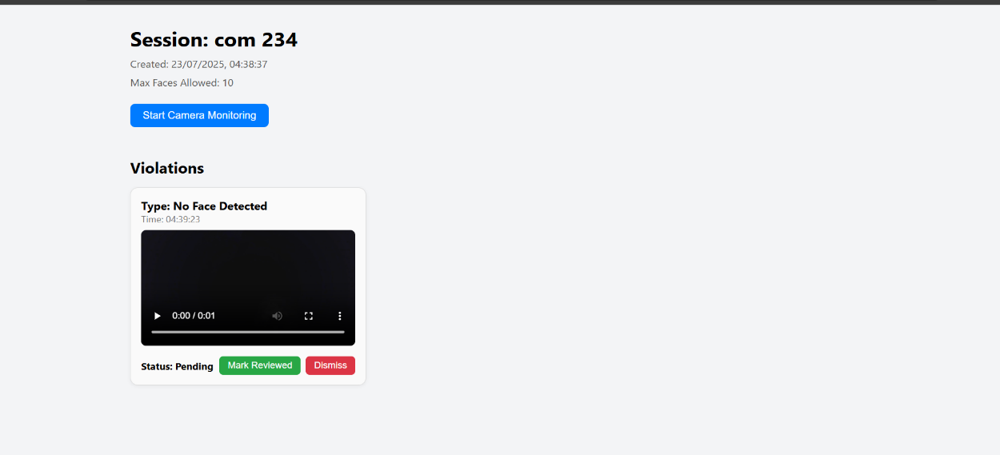 Session: com 234
Created: 23/07/2025, 04:38:37
Max Faces Allowed: 10
Start Camera Monitoring
Violations
Type: No Face Detected
Time: 04:39:23
0:00 / 0:01
Status: Pending Mark Reviewed Dismiss